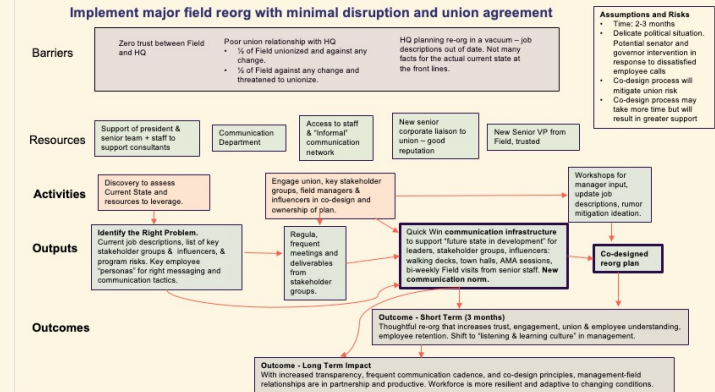 Implement major field reorg with minimal disruption and union agreement
Assumptions and Risks
• Time: 2-3 months
• Delicate political situation.
Potential senator and
governor intervention in
response to dissatisfied
employee calls
• Co-design process will
mitigate union risk
• Co-design process may
take more time but will
result in greater support
Barriers
Zero trust between Field
and HQ
Poor union relationship with HQ
• ½ of Field unionized and against any
change.
• ½ of Field against any change and
threatened to unionize.
HQ planning re-org in a vacuum – job
descriptions out of date. Not many
facts for the actual current state at
the front lines.
Resources
Support of president &
senior team + staff to
support consultants
Communication
Department
Access to staff
& "Informal"
communication
network
New senior
corporate liaison to
union – good
reputation
New Senior VP from
Field, trusted
Activities
Discovery to assess
Current State and
resources to leverage.
Engage union, key stakeholder
groups, field managers &
influencers in co-design and
ownership of plan.
Workshops for
manager input,
update job
descriptions, rumor
mitigation ideation.
Outputs
Identify the Right Problem.
Current job descriptions, list of key
stakeholder groups & influencers, &
program risks. Key employee
"personas" for right messaging and
communication tactics.
Regula,
frequent
meetings and
deliverables
from
stakeholder
groups.
Quick Win communication infrastructure
to support "future state in development" for
leaders, stakeholder groups, influencers:
walking decks, town halls, AMA sessions,
bi-weekly Field visits from senior staff. New
communication norm.
Co-designed
reorg plan
Outcomes
Outcome - Short Term (3 months)
Thoughtful re-org that increases trust, engagement, union & employee understanding,
employee retention. Shift to "listening & learning culture" in management.
Outcome - Long Term Impact
With increased transparency, frequent communication cadence, and co-design principles, management-field
relationships are in partnership and productive. Workforce is more resilient and adaptive to changing conditions.